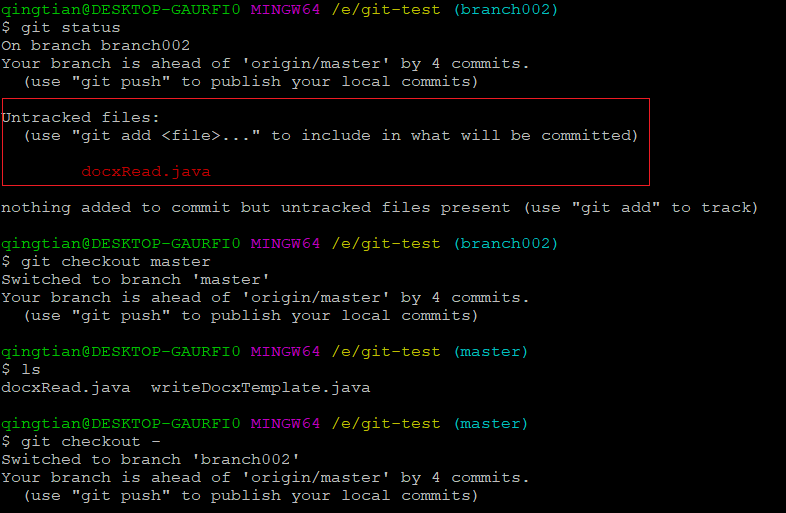 qingtian@DESKTOP-GAURFI0 MINGW64 /e/git-test (branch002)
$ git status
On branch branch002
Your branch is ahead of 'origin/master' by 4 commits.
  (use "git push" to publish your local commits)

Untracked files:
  (use "git add <file>..." to include in what will be committed)

        docxRead.java

nothing added to commit but untracked files present (use "git add" to track)

qingtian@DESKTOP-GAURFI0 MINGW64 /e/git-test (branch002)
$ git checkout master
Switched to branch 'master'
Your branch is ahead of 'origin/master' by 4 commits.
  (use "git push" to publish your local commits)

qingtian@DESKTOP-GAURFI0 MINGW64 /e/git-test (master)
$ ls
docxRead.java  writeDocxTemplate.java

qingtian@DESKTOP-GAURFI0 MINGW64 /e/git-test (master)
$ git checkout -
Switched to branch 'branch002'
Your branch is ahead of 'origin/master' by 4 commits.
  (use "git push" to publish your local commits)